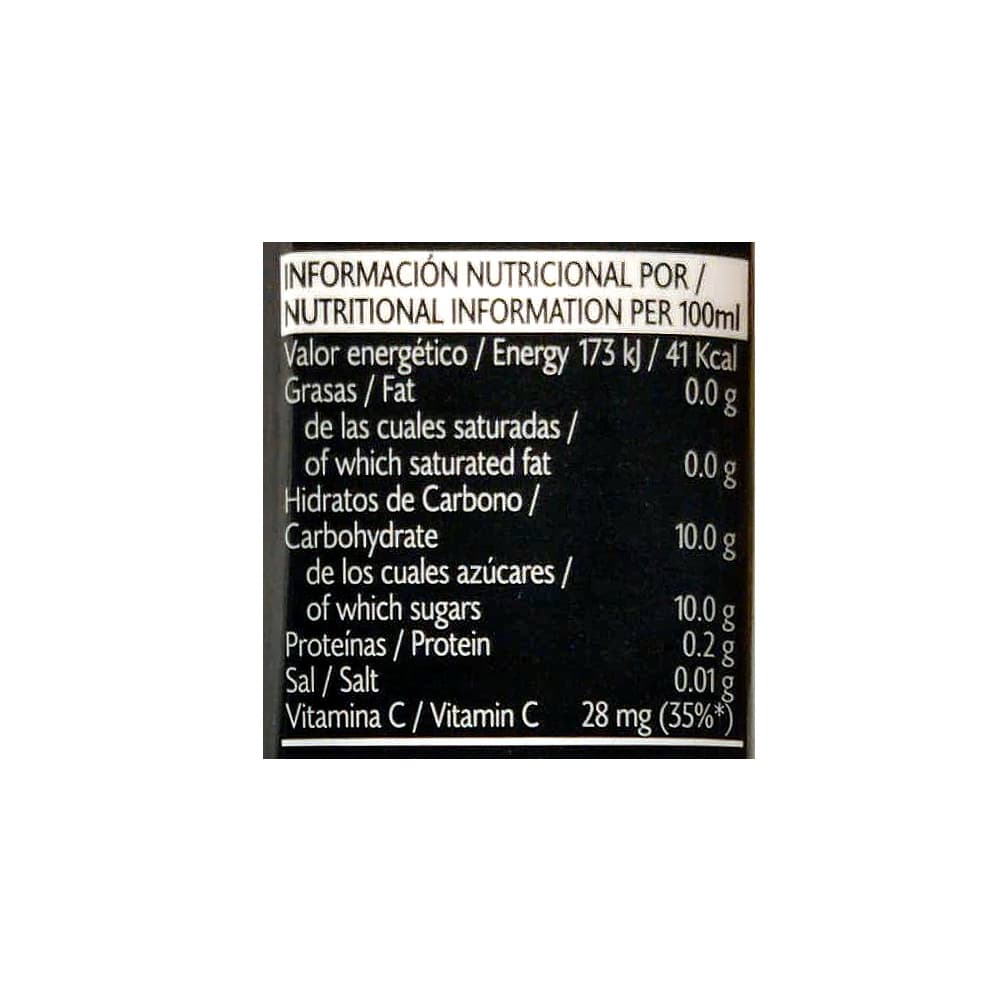 INFORMACIÓN NUTRICIONAL POR /
NUTRITIONAL INFORMATION PER 100ml
Valor energético / Energy 173 kJ / 41 Kcal
Grasas / Fat 0.0 g
de las cuales saturadas /
of which saturated fat 0.0 g
Hidratos de Carbono /
Carbohydrate 10.0 g
de los cuales azúcares /
of which sugars 10.0 g
Proteínas / Protein 0.2 g
Sal / Salt 0.01 g
Vitamina C / Vitamin C 28 mg (35%*)